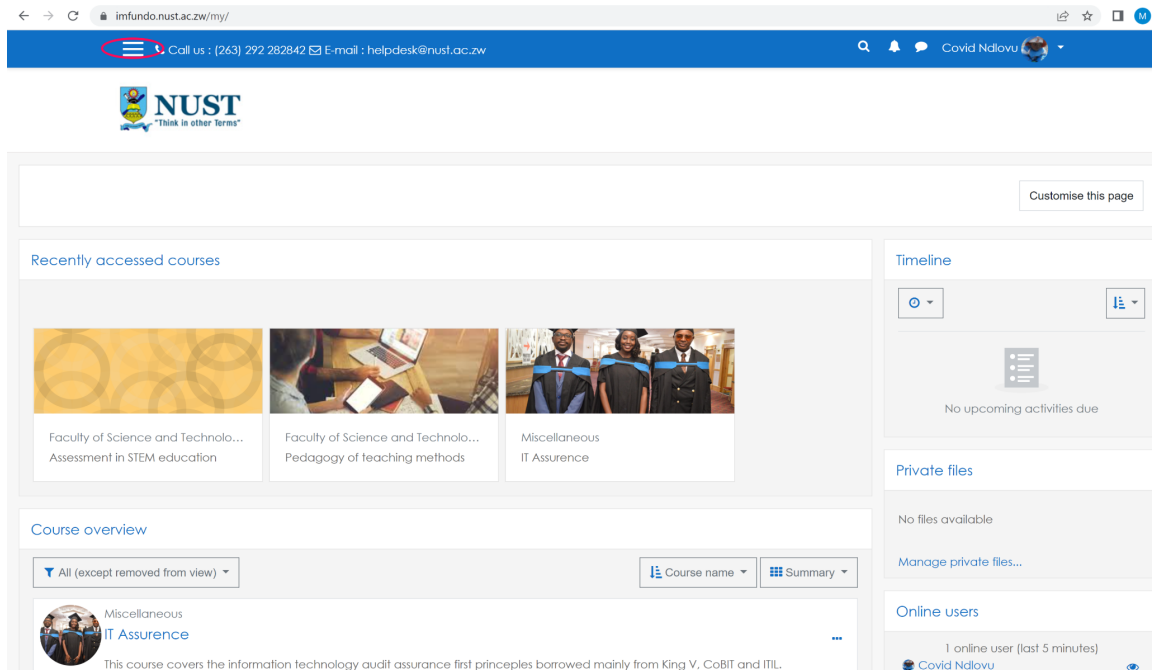 imfundo.nust.ac.zw/my/
M
Call us : (263) 292 282842 E-mail : helpdesk@nust.ac.zw
Covid Ndlovu
NUST
"Think in other Terms"
Customise this page
Recently accessed courses
Faculty of Science and Technolo...
Assessment in STEM education
Faculty of Science and Technolo...
Pedagogy of teaching methods
Miscellaneous
IT Assurence
Timeline
No upcoming activities due
Private files
No files available
Manage private files...
Course overview
All (except removed from view)
Course name
Summary
Miscellaneous
IT Assurence
This course covers the information technology audit assurance first princeples borrowed mainly from King V, CoBIT and ITIL.
Online users
1 online user (last 5 minutes)
Covid Ndlovu